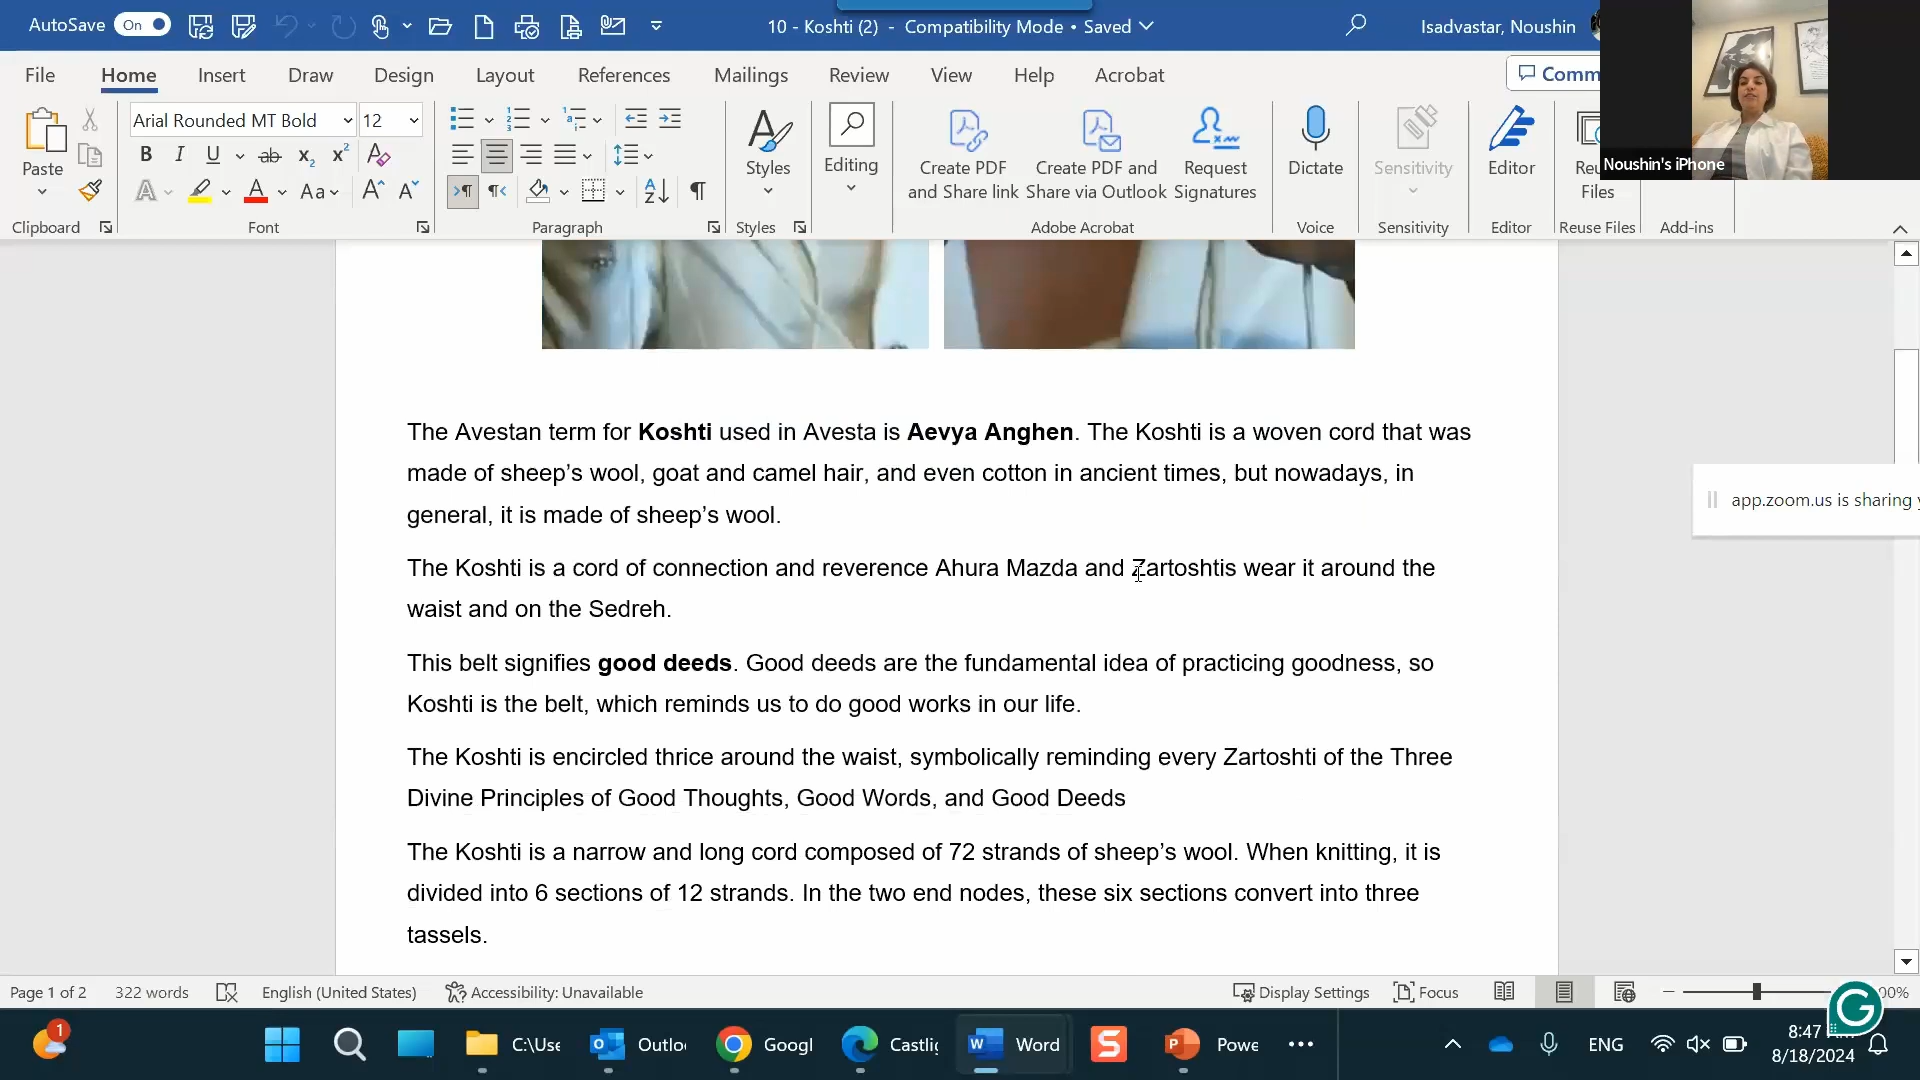 AutoSave On
10 - Koshti (2) - Compatibility Mode • Saved
Isadvastar, Noushin
File Home Insert Draw Design Layout References Mailings Review View Help Acrobat
Comm
Arial Rounded MT Bold 12
Paste
Styles
Editing
Create PDF and Share link
Create PDF and Share via Outlook
Request Signatures
Dictate
Sensitivity
Editor
Files
Noushin's iPhone
Clipboard Font Paragraph Styles Adobe Acrobat Voice Sensitivity Editor Reuse Files Add-ins
The Avestan term for Koshti used in Avesta is Aevya Anghen. The Koshti is a woven cord that was
made of sheep’s wool, goat and camel hair, and even cotton in ancient times, but nowadays, in
general, it is made of sheep’s wool.
app.zoom.us is sharing
The Koshti is a cord of connection and reverence Ahura Mazda and Zartoshtis wear it around the
waist and on the Sedreh.
This belt signifies good deeds. Good deeds are the fundamental idea of practicing goodness, so
Koshti is the belt, which reminds us to do good works in our life.
The Koshti is encircled thrice around the waist, symbolically reminding every Zartoshti of the Three
Divine Principles of Good Thoughts, Good Words, and Good Deeds
The Koshti is a narrow and long cord composed of 72 strands of sheep’s wool. When knitting, it is
divided into 6 sections of 12 strands. In the two end nodes, these six sections convert into three
tassels.
Page 1 of 2 322 words English (United States) Accessibility: Unavailable Display Settings Focus
1 C:\Use Outlo Googl Castlig Word Powe ENG
8:47
8/18/2024